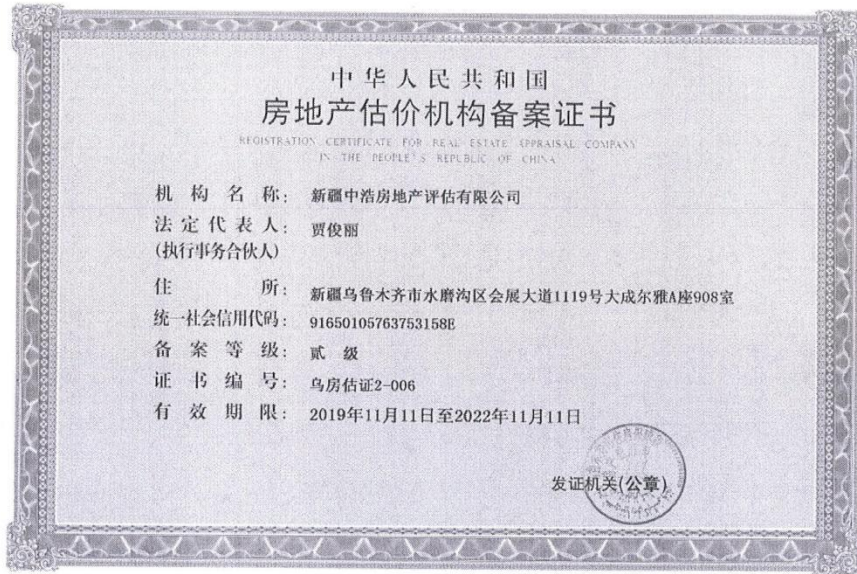 中华人民共和国
房地产估价机构备案证书
REGISTRATION CERTIFICATE FOR REAL ESTATE APPRAISAL COMPANY
IN THE PEOPLE'S REPUBLIC OF CHINA
机构名称: 新疆中浩房地产评估有限公司
法定代表人: 贾俊丽
(执行事务合伙人)
住所: 新疆乌鲁木齐市水磨沟区会展大道1119号大成尔雅A座908室
统一社会信用代码: 91650105763753158E
备案等级: 贰级
证书编号: 乌房估证2-006
有效期限: 2019年11月11日至2022年11月11日
发证机关(公章)